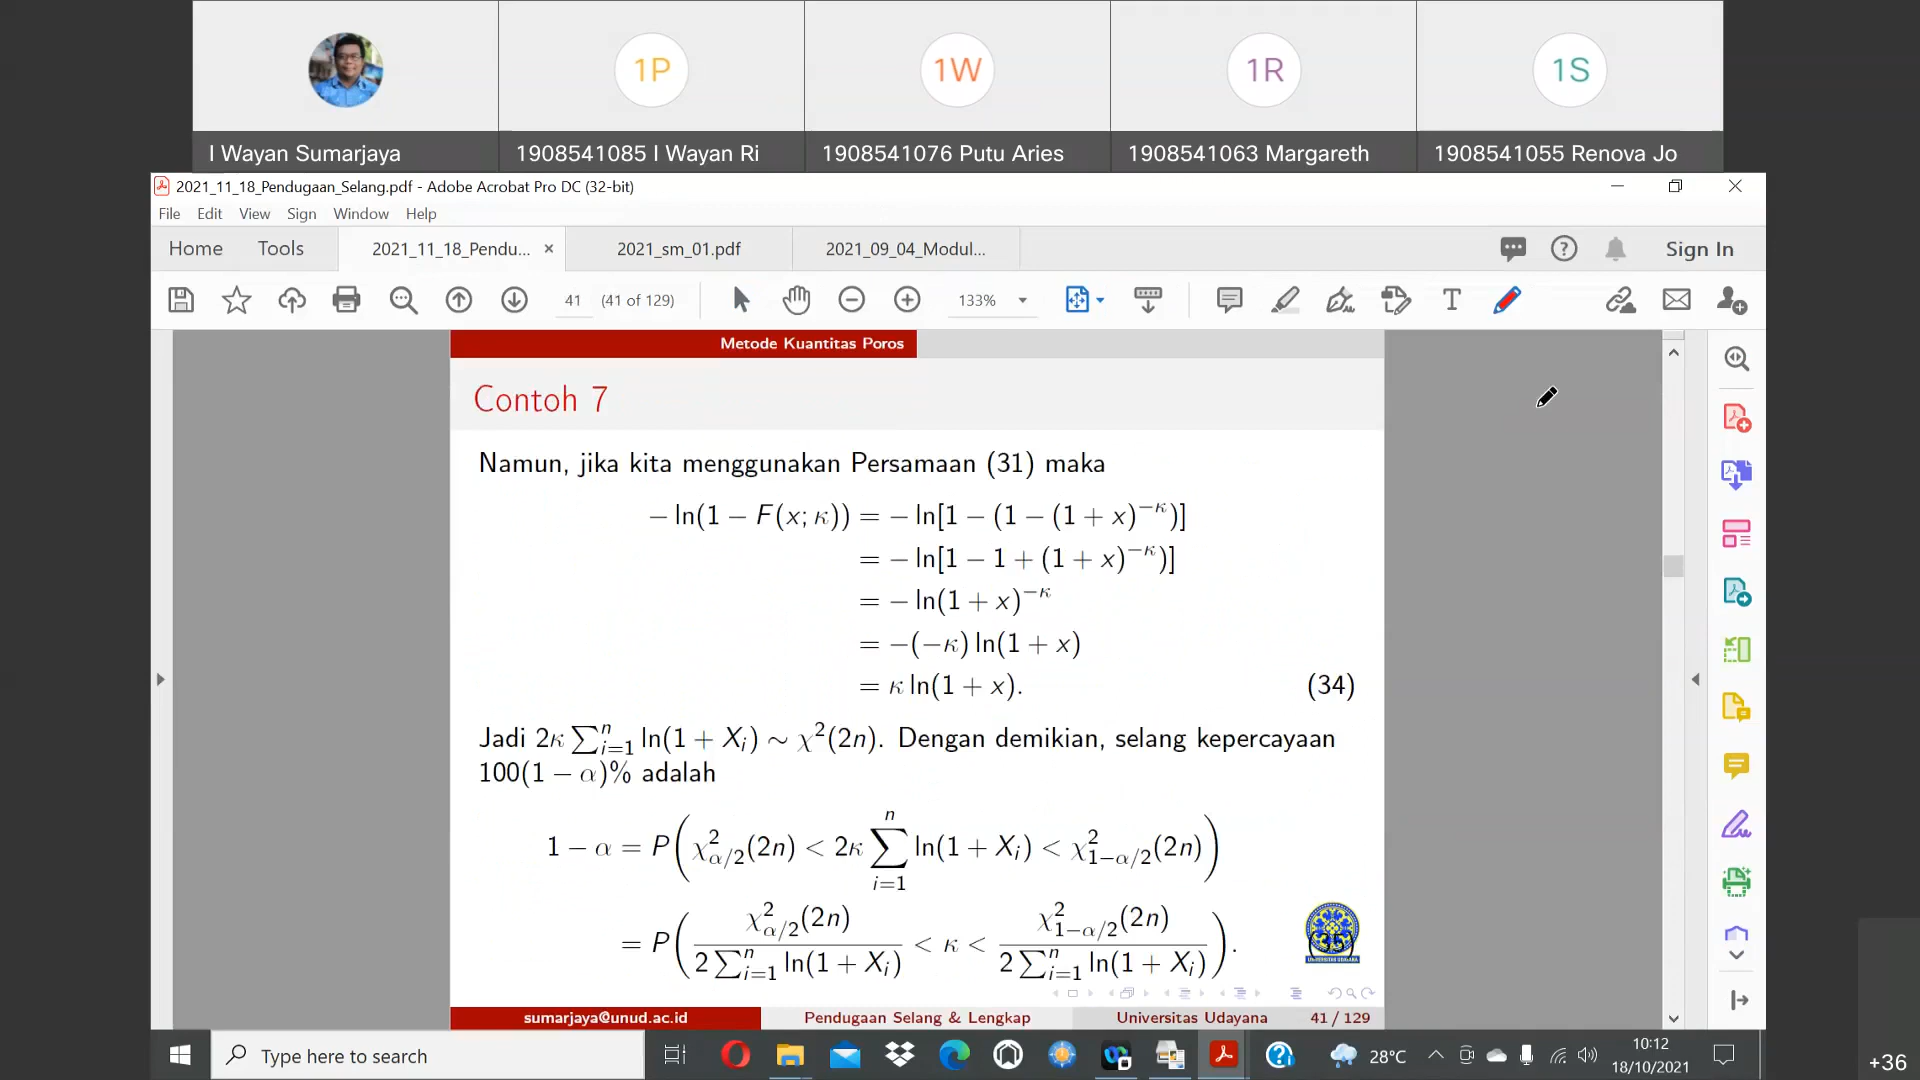 1P
1W
1R
1S
I Wayan Sumarjaya
1908541085 I Wayan Ri
1908541076 Putu Aries
1908541063 Margareth
1908541055 Renova Jo
2021_11_18_Pendugaan_Selang.pdf - Adobe Acrobat Pro DC (32-bit)
File Edit View Sign Window Help
Home Tools 2021_11_18_Pendu... × 2021_sm_01.pdf 2021_09_04_Modul... Sign In
41 (41 of 129) 133%
Metode Kuantitas Poros
Contoh 7
Namun, jika kita menggunakan Persamaan (31) maka
− ln(1 − F(x; κ)) = − ln[1 − (1 − (1 + x)^{−κ})]
= − ln[1 − 1 + (1 + x)^{−κ})]
= − ln(1 + x)^{−κ}
= −(−κ) ln(1 + x)
= κ ln(1 + x). (34)
Jadi 2κ ∑_{i=1}^{n} ln(1 + X_i) ∼ χ²(2n). Dengan demikian, selang kepercayaan
100(1 − α)% adalah
1 − α = P( χ²_{α/2}(2n) < 2κ ∑_{i=1}^{n} ln(1 + X_i) < χ²_{1−α/2}(2n) )
= P( χ²_{α/2}(2n) / 2 ∑_{i=1}^{n} ln(1 + X_i) < κ < χ²_{1−α/2}(2n) / 2 ∑_{i=1}^{n} ln(1 + X_i) ).
sumarjaya@unud.ac.id Pendugaan Selang & Lengkap Universitas Udayana 41 / 129
Type here to search
28°C
10:12
18/10/2021
+36